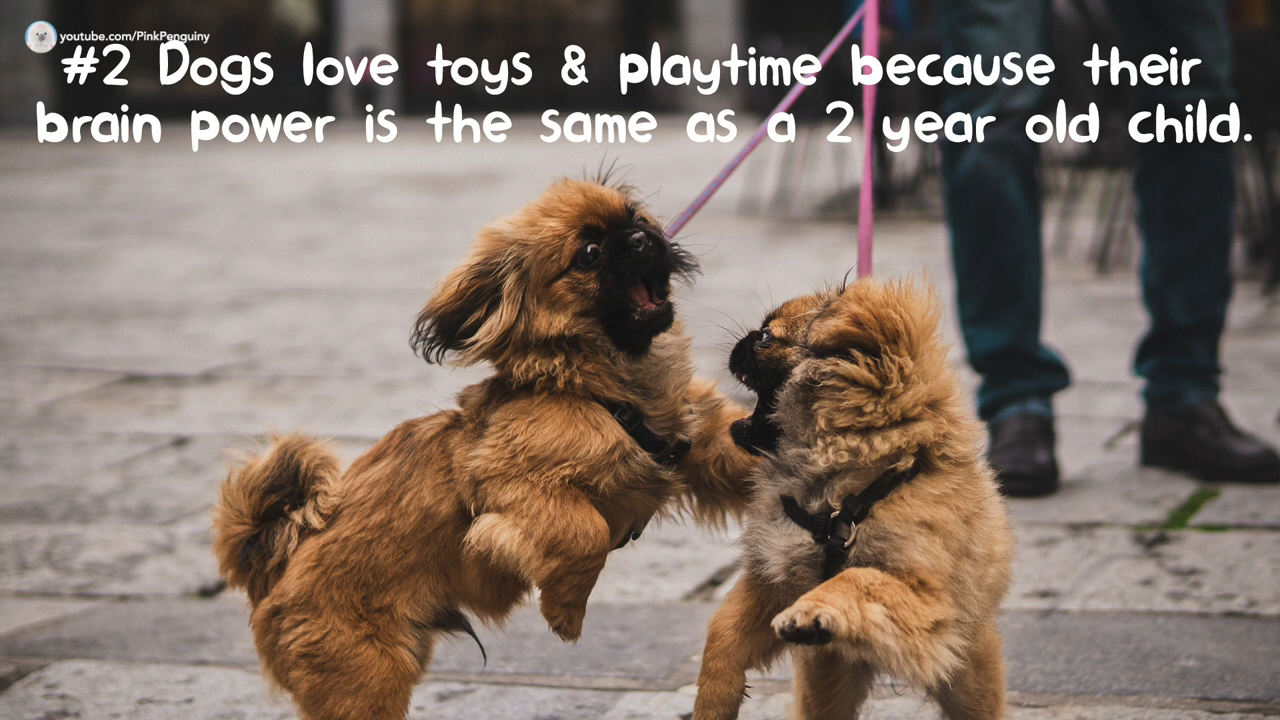 youtube.com/PinkPenguiny
#2 Dogs love toys & playtime because their
brain power is the same as a 2 year old child.